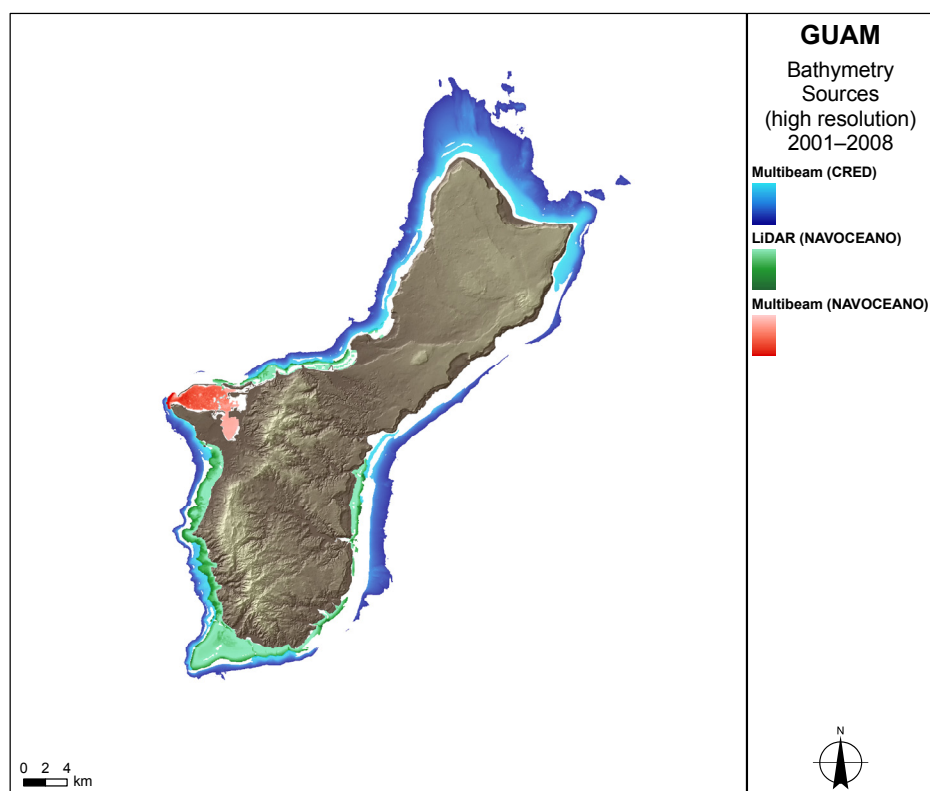 GUAM
Bathymetry
Sources
(high resolution)
2001–2008
Multibeam (CRED)
LiDAR (NAVOCEANO)
Multibeam (NAVOCEANO)
N
0 2 4
km